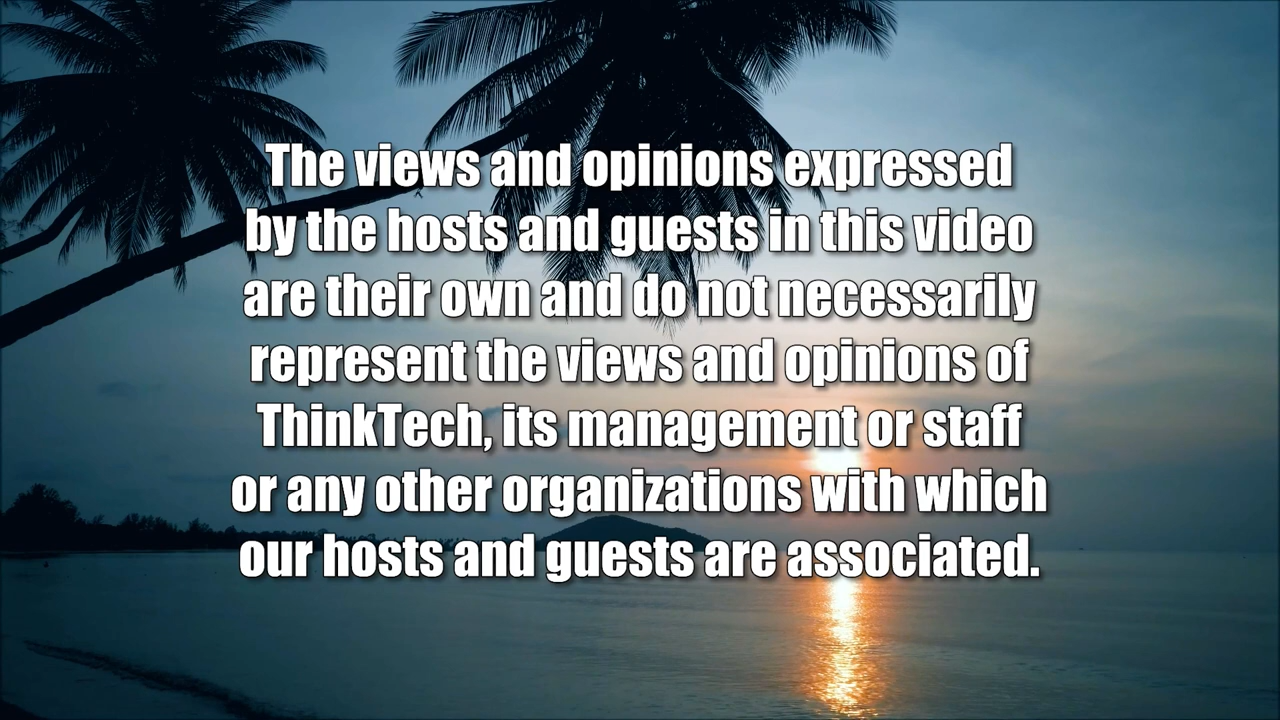 The views and opinions expressed
by the hosts and guests in this video
are their own and do not necessarily
represent the views and opinions of
ThinkTech, its management or staff
or any other organizations with which
our hosts and guests are associated.